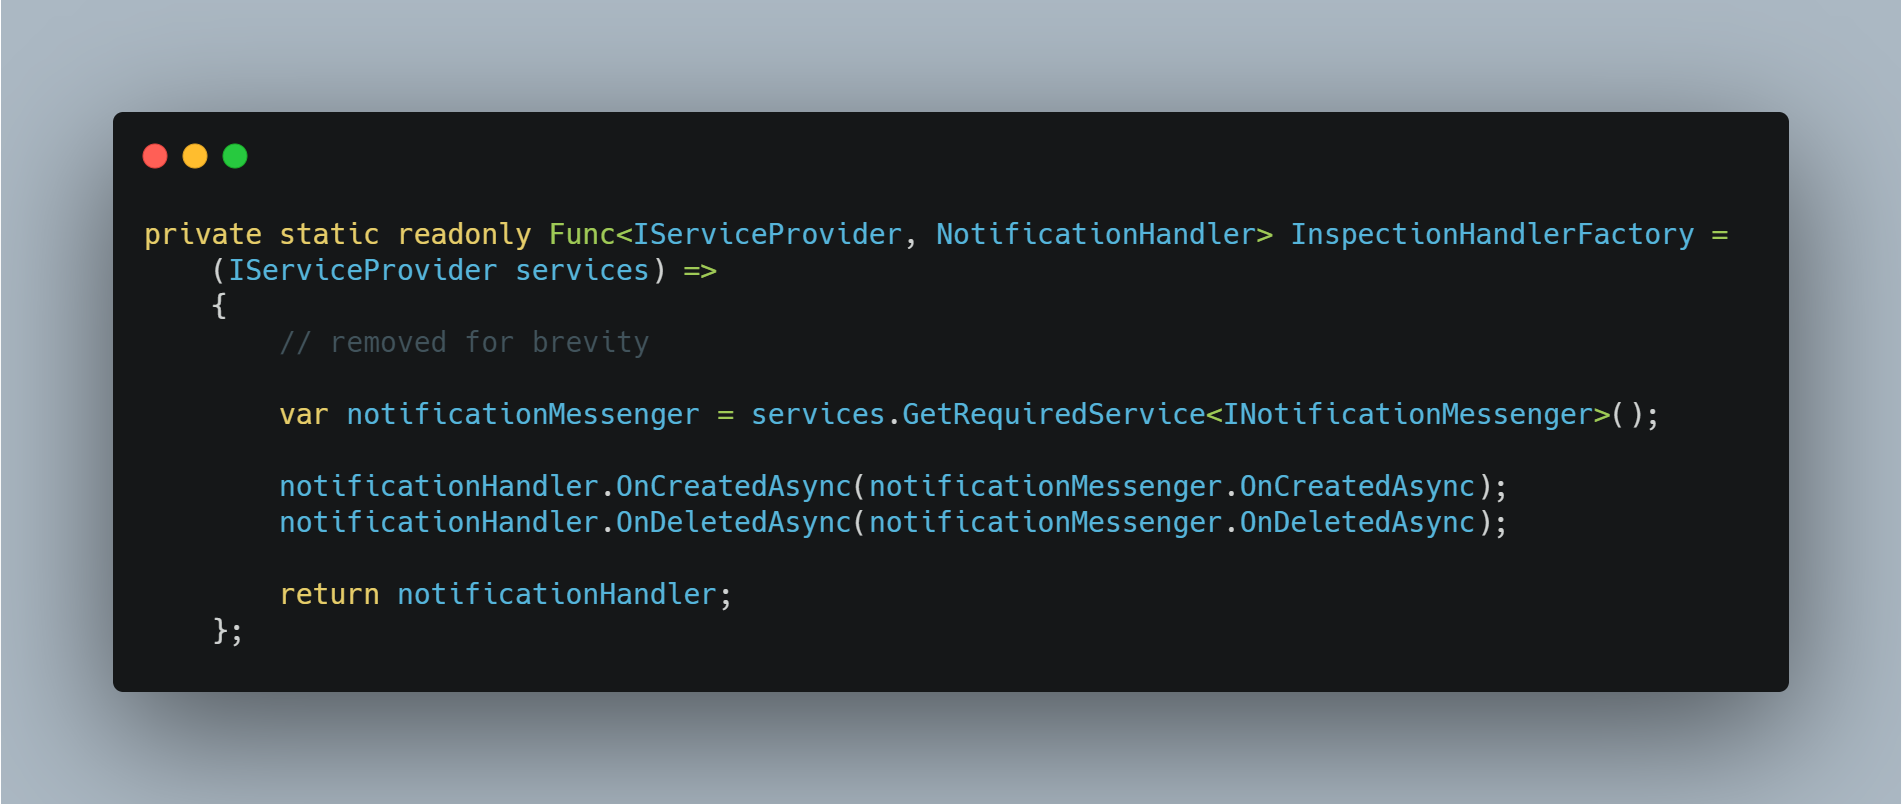 private static readonly Func<IServiceProvider, NotificationHandler> InspectionHandlerFactory =
    (IServiceProvider services) =>
    {
        // removed for brevity

        var notificationMessenger = services.GetRequiredService<INotificationMessenger>();

        notificationHandler.OnCreatedAsync(notificationMessenger.OnCreatedAsync);
        notificationHandler.OnDeletedAsync(notificationMessenger.OnDeletedAsync);

        return notificationHandler;
    };